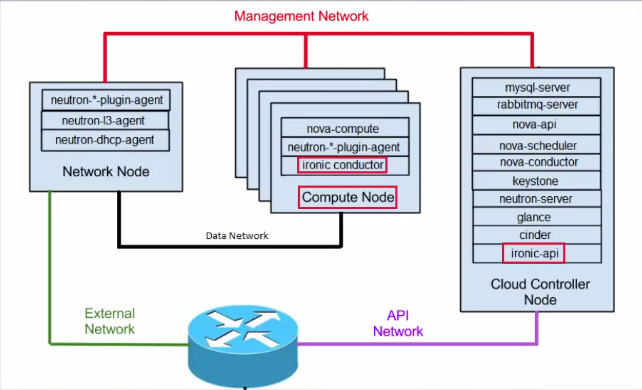 Management Network
neutron-*-plugin-agent
neutron-l3-agent
neutron-dhcp-agent
Network Node
nova-compute
neutron-*-plugin-agent
ironic conductor
Compute Node
mysql-server
rabbitmq-server
nova-api
nova-scheduler
nova-conductor
keystone
neutron-server
glance
cinder
ironic-api
Cloud Controller
Node
Data Network
External
Network
API
Network